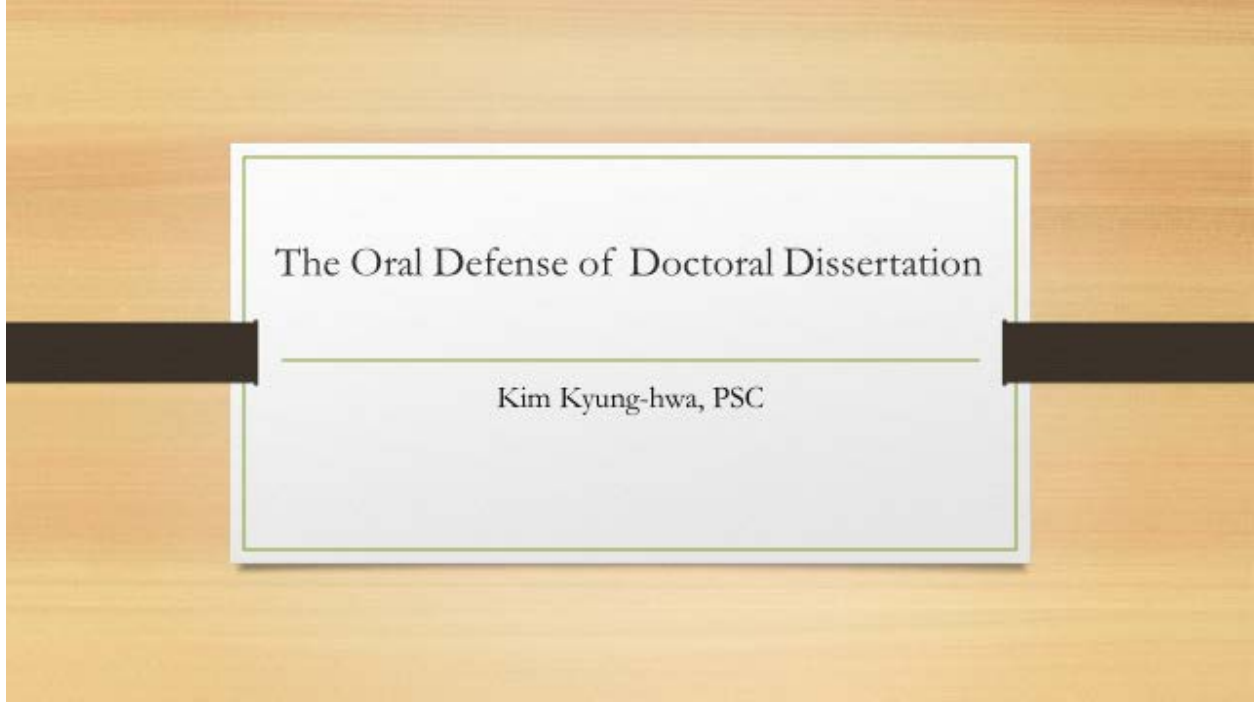 The Oral Defense of Doctoral Dissertation
Kim Kyung-hwa, PSC